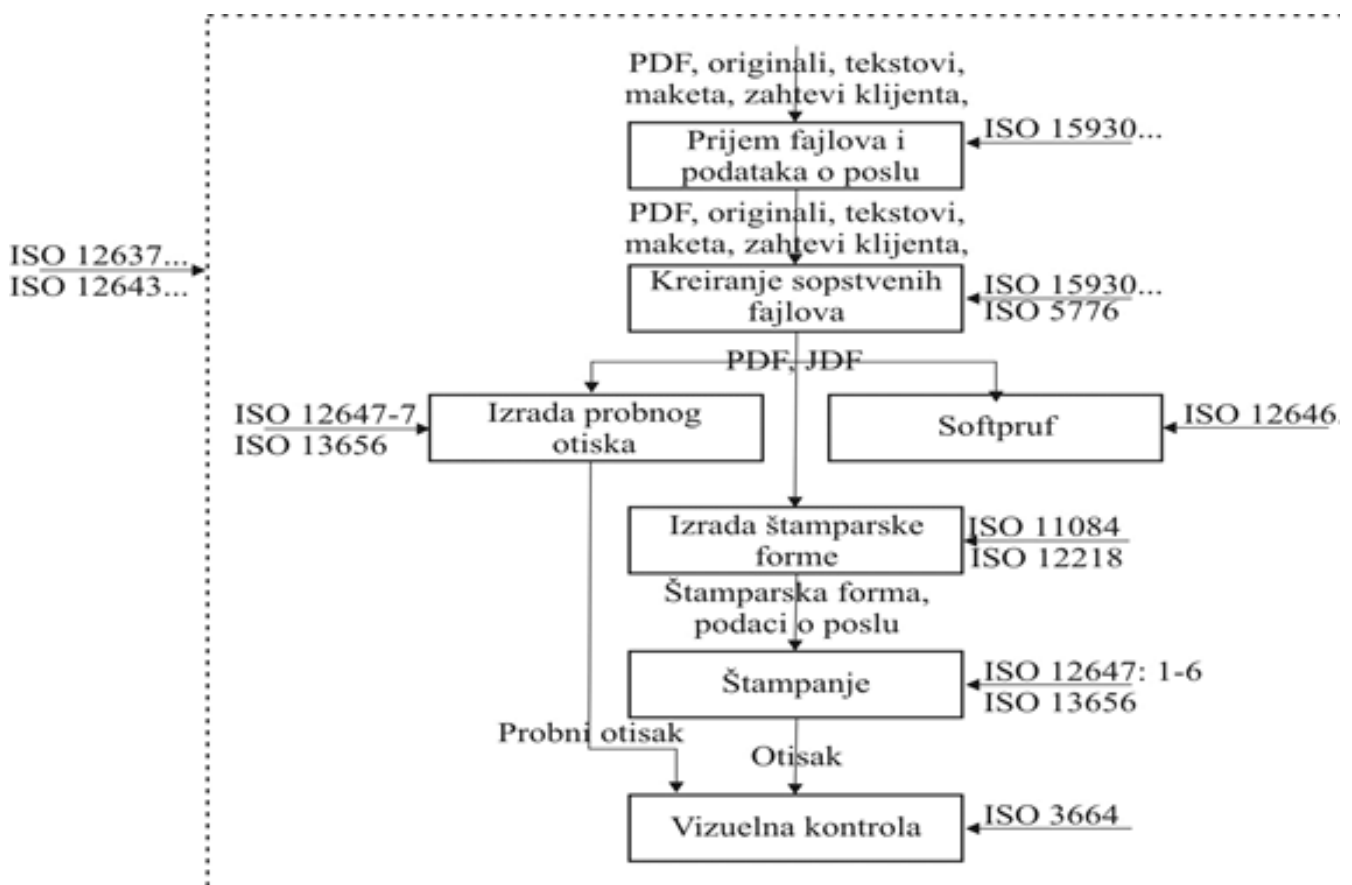 PDF, originali, tekstovi,
maketa, zahtevi klijenta,
Prijem fajlova i
podataka o poslu
ISO 15930...
PDF, originali, tekstovi,
maketa, zahtevi klijenta,
ISO 12637...
ISO 12643...
Kreiranje sopstvenih
fajlova
ISO 15930...
ISO 5776
PDF, JDF
ISO 12647-7
ISO 13656
Izrada probnog
otiska
Softpruf
ISO 12646.
Izrada štamparske
forme
ISO 11084
ISO 12218
Štamparska forma,
podaci o poslu
Štampanje
ISO 12647: 1-6
ISO 13656
Probni otisak
Otisak
Vizuelna kontrola
ISO 3664